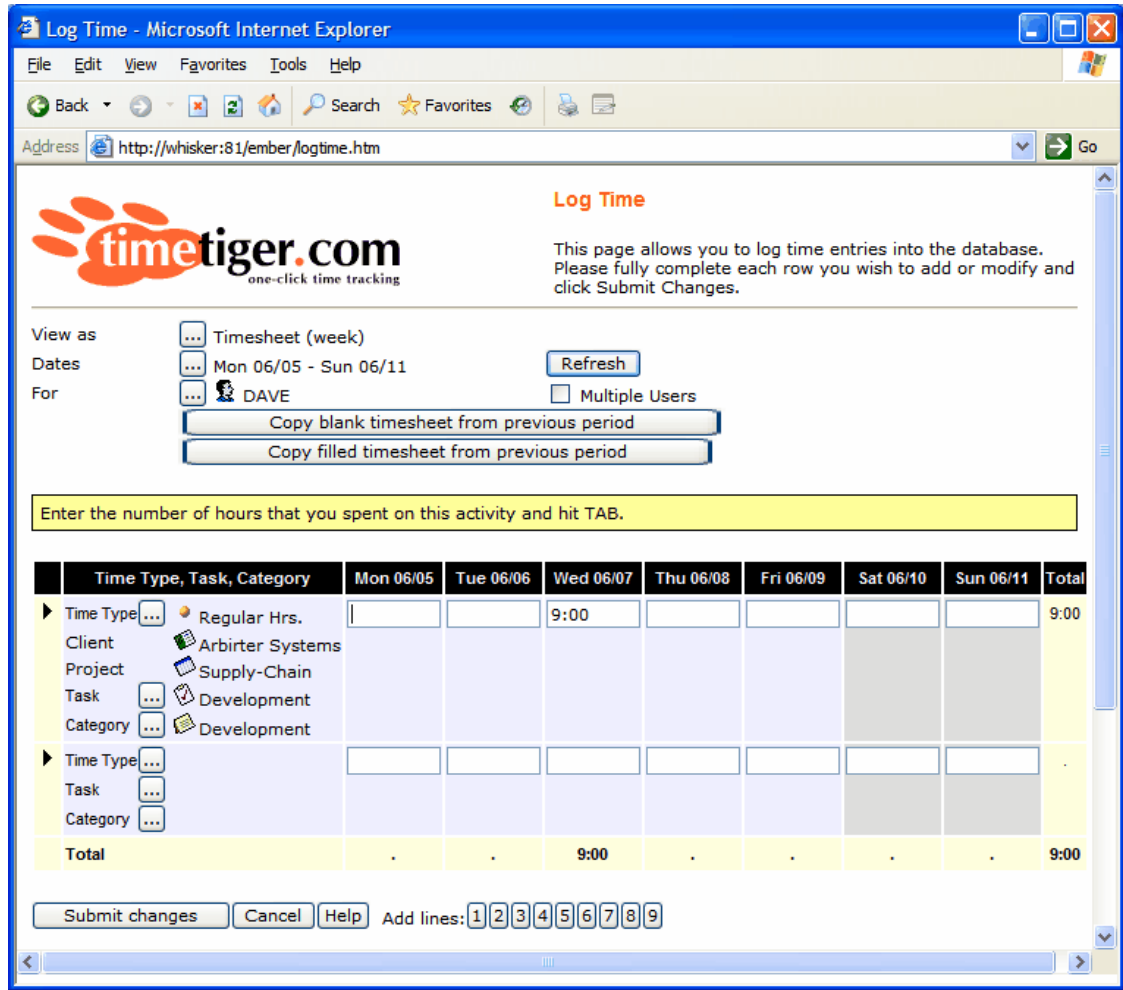 Log Time - Microsoft Internet Explorer
File Edit View Favorites Tools Help
Back Search Favorites
Address http://whisker:81/ember/logtime.htm Go
timetiger.com
one-click time tracking
Log Time
This page allows you to log time entries into the database.
Please fully complete each row you wish to add or modify and
click Submit Changes.
View as ... Timesheet (week)
Dates ... Mon 06/05 - Sun 06/11 Refresh
For ... DAVE Multiple Users
Copy blank timesheet from previous period
Copy filled timesheet from previous period
Enter the number of hours that you spent on this activity and hit TAB.
Time Type, Task, Category Mon 06/05 Tue 06/06 Wed 06/07 Thu 06/08 Fri 06/09 Sat 06/10 Sun 06/11 Total
Time Type ... Regular Hrs. 9:00 9:00
Client Arbirter Systems
Project Supply-Chain
Task ... Development
Category ... Development
Time Type ... .
Task ...
Category ...
Total . . 9:00 . . . . 9:00
Submit changes Cancel Help Add lines: 1 2 3 4 5 6 7 8 9